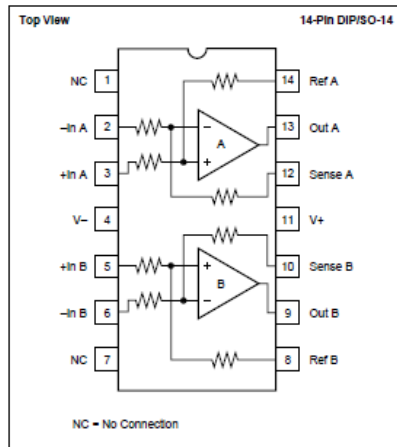 Top View 14-Pin DIP/SO-14
NC 1 14 Ref A
–In A 2 13 Out A
A
+In A 3 12 Sense A
V– 4 11 V+
+In B 5 10 Sense B
B
–In B 6 9 Out B
NC 7 8 Ref B
NC = No Connection